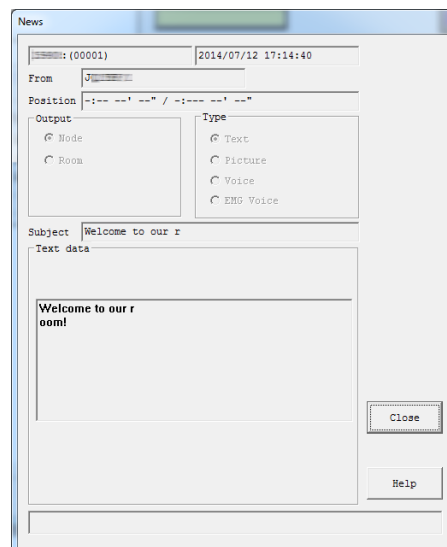 News
:(00001)
2014/07/12 17:14:40
From J
Position -:-- --' --" / -:--- --' --"
Output
Node
Room
Type
Text
Picture
Voice
EMG Voice
Subject Welcome to our r
Text data
Welcome to our r
oom!
Close
Help